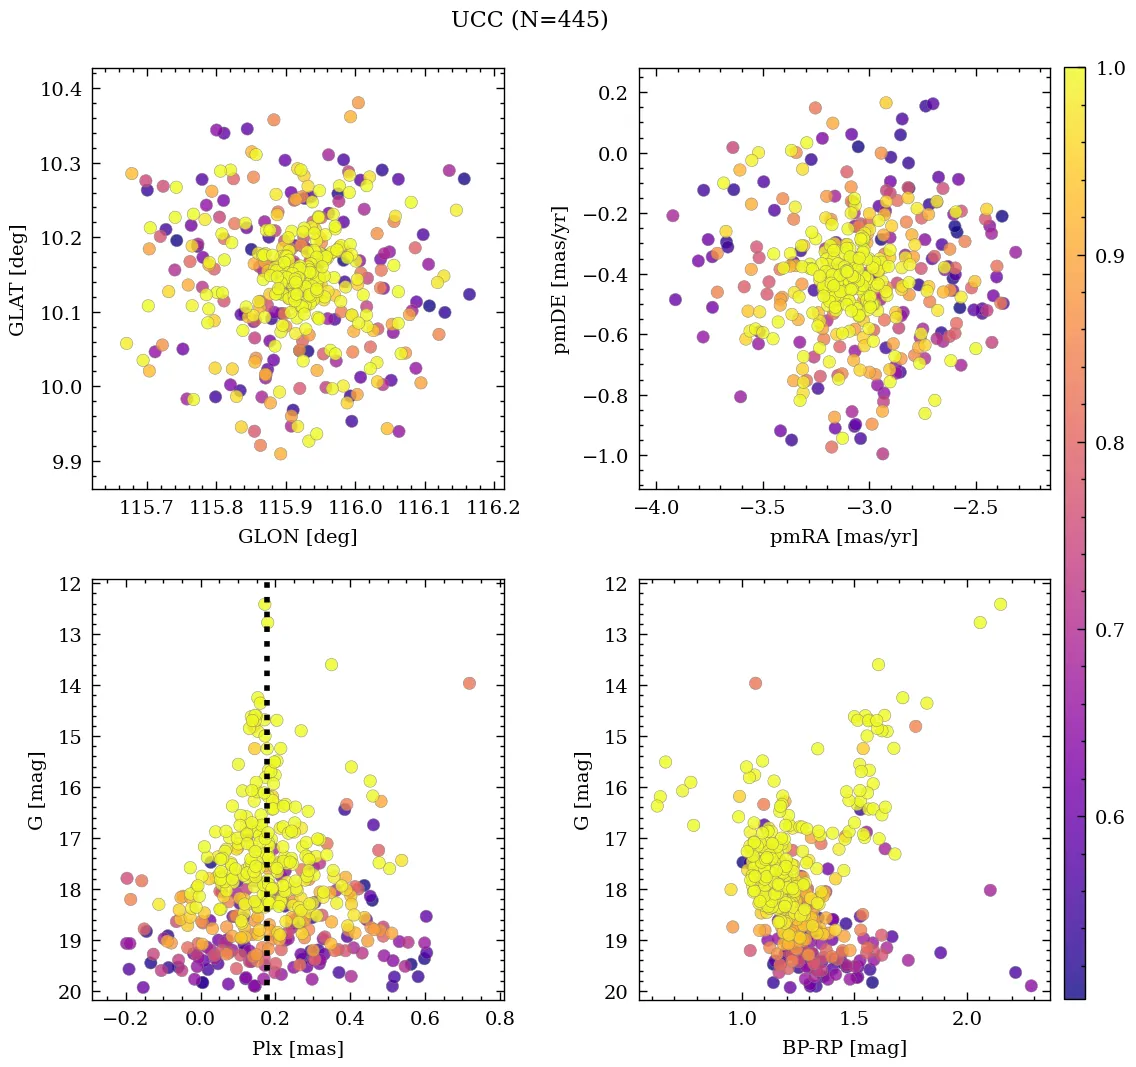 UCC (N=445)
10.4
10.3
10.2
10.1
10.0
9.9
GLAT [deg]
115.7 115.8 115.9 116.0 116.1 116.2
GLON [deg]
0.2
0.0
−0.2
−0.4
−0.6
−0.8
−1.0
pmDE [mas/yr]
−4.0 −3.5 −3.0 −2.5
pmRA [mas/yr]
12
13
14
15
16
17
18
19
20
G [mag]
−0.2 0.0 0.2 0.4 0.6 0.8
Plx [mas]
12
13
14
15
16
17
18
19
20
G [mag]
1.0 1.5 2.0
BP-RP [mag]
1.0
0.9
0.8
0.7
0.6